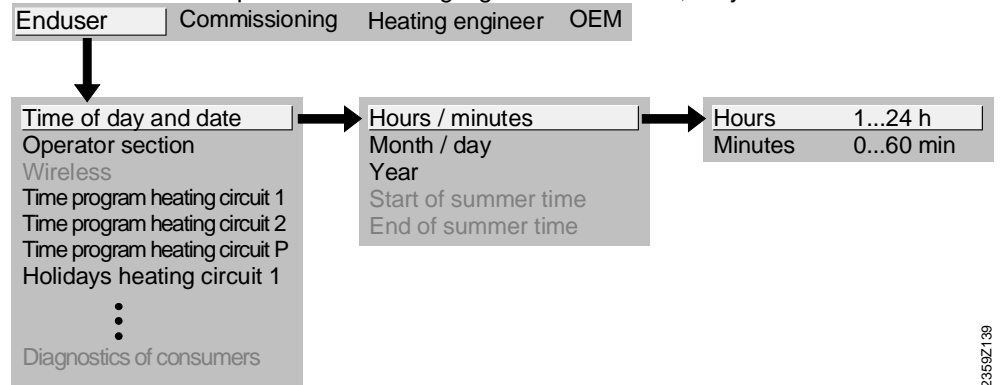 Enduser Commissioning Heating engineer OEM
Time of day and date
Operator section
Wireless
Time program heating circuit 1
Time program heating circuit 2
Time program heating circuit P
Holidays heating circuit 1
Diagnostics of consumers
Hours / minutes
Month / day
Year
Start of summer time
End of summer time
Hours 1...24 h
Minutes 0...60 min
2359Z139